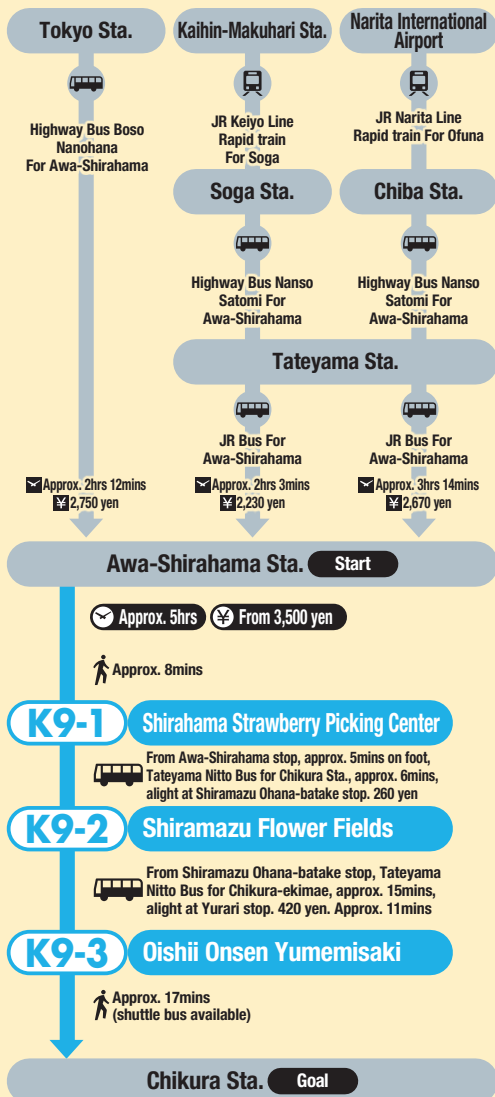 Tokyo Sta.
Kaihin-Makuhari Sta.
Narita International
Airport
Highway Bus Boso
Nanohana
For Awa-Shirahama
JR Keiyo Line
Rapid train
For Soga
JR Narita Line
Rapid train For Ofuna
Soga Sta.
Chiba Sta.
Highway Bus Nanso
Satomi For
Awa-Shirahama
Highway Bus Nanso
Satomi For
Awa-Shirahama
Tateyama Sta.
JR Bus For
Awa-Shirahama
JR Bus For
Awa-Shirahama
Approx. 2hrs 12mins
¥ 2,750 yen
Approx. 2hrs 3mins
¥ 2,230 yen
Approx. 3hrs 14mins
¥ 2,670 yen
Awa-Shirahama Sta. Start
Approx. 5hrs ¥ From 3,500 yen
Approx. 8mins
K9-1 Shirahama Strawberry Picking Center
From Awa-Shirahama stop, approx. 5mins on foot,
Tateyama Nitto Bus for Chikura Sta., approx. 6mins,
alight at Shiramazu Ohana-batake stop. 260 yen
K9-2 Shiramazu Flower Fields
From Shiramazu Ohana-batake stop, Tateyama
Nitto Bus for Chikura-ekimae, approx. 15mins,
alight at Yurari stop. 420 yen. Approx. 11mins
K9-3 Oishii Onsen Yumemisaki
Approx. 17mins
(shuttle bus available)
Chikura Sta. Goal